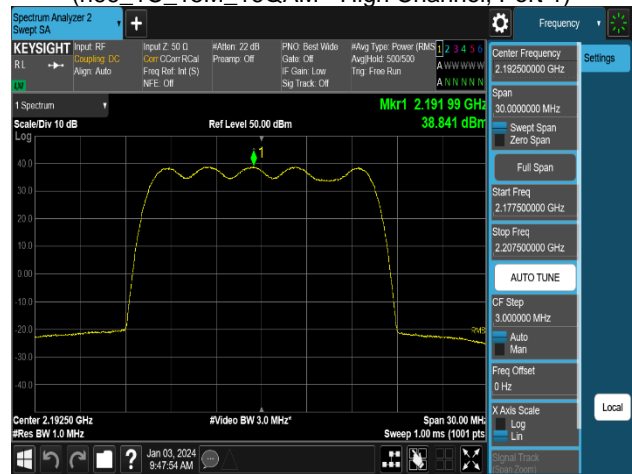 Spectrum Analyzer 2
Swept SA
Frequency
KEYSIGHT
RL
Input: RF
Coupling: DC
Align: Auto
Input Z: 50 Ω
Corr CCorr RCal
Freq Ref: Int (S)
NFE: Off
#Atten: 22 dB
Preamp: Off
PNO: Best Wide
Gate: Off
IF Gain: Low
Sig Track: Off
#Avg Type: Power (RMS
Avg|Hold: 500/500
Trig: Free Run
1 2 3 4 5 6
A W W W W W
A N N N N N
1 Spectrum
Mkr1 2.191 99 GHz
Scale/Div 10 dB
Ref Level 50.00 dBm
38.841 dBm
Log
1
40.0
30.0
20.0
10.0
0.00
-10.0
-20.0
-30.0
-40.0
Center 2.19250 GHz
#Video BW 3.0 MHz*
Span 30.00 MHz
#Res BW 1.0 MHz
Sweep 1.00 ms (1001 pts
Center Frequency
2.192500000 GHz
Settings
Span
30.0000000 MHz
Swept Span
Zero Span
Full Span
Start Freq
2.177500000 GHz
Stop Freq
2.207500000 GHz
AUTO TUNE
CF Step
3.000000 MHz
Auto
Man
Freq Offset
0 Hz
X Axis Scale
Log
Lin
Local
Signal Track
(Span Zoom)
?
Jan 03, 2024
9:47:54 AM